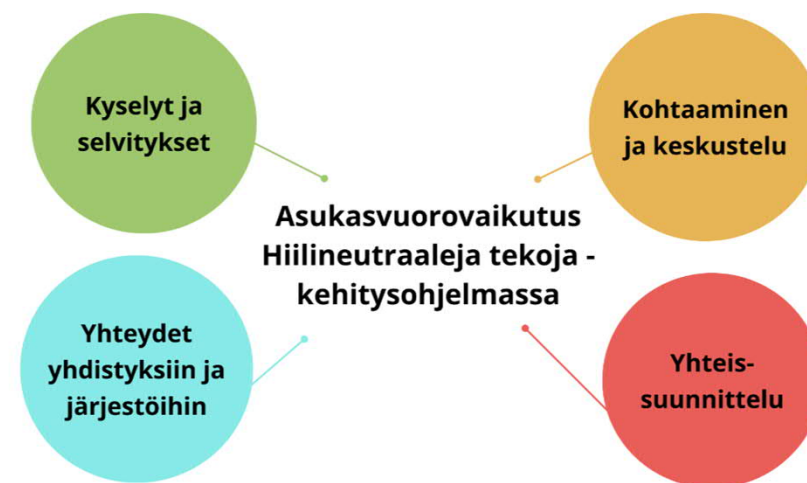 Kyselyt ja
selvitykset
Kohtaaminen
ja keskustelu
Asukasvuorovaikutus
Hiilineutraaleja tekoja -
kehitysohjelmassa
Yhteydet
yhdistyksiin ja
järjestöihin
Yhteis-
suunnittelu